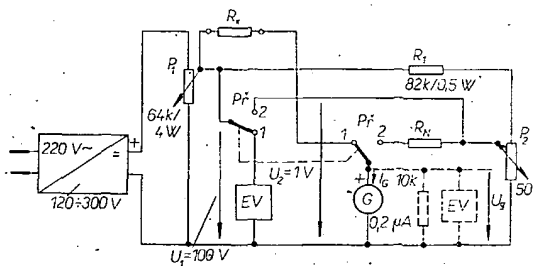 Rx
P1
64k/
4W
R1
82k/0,5 W
Př
2
1
Př
1
2
RN
P2
50
220 V~
=
+
120÷300 V
EV
U2 = 1 V
+
IG
10k
G
0,2 µA
EV
Ug
U1 = 100 V